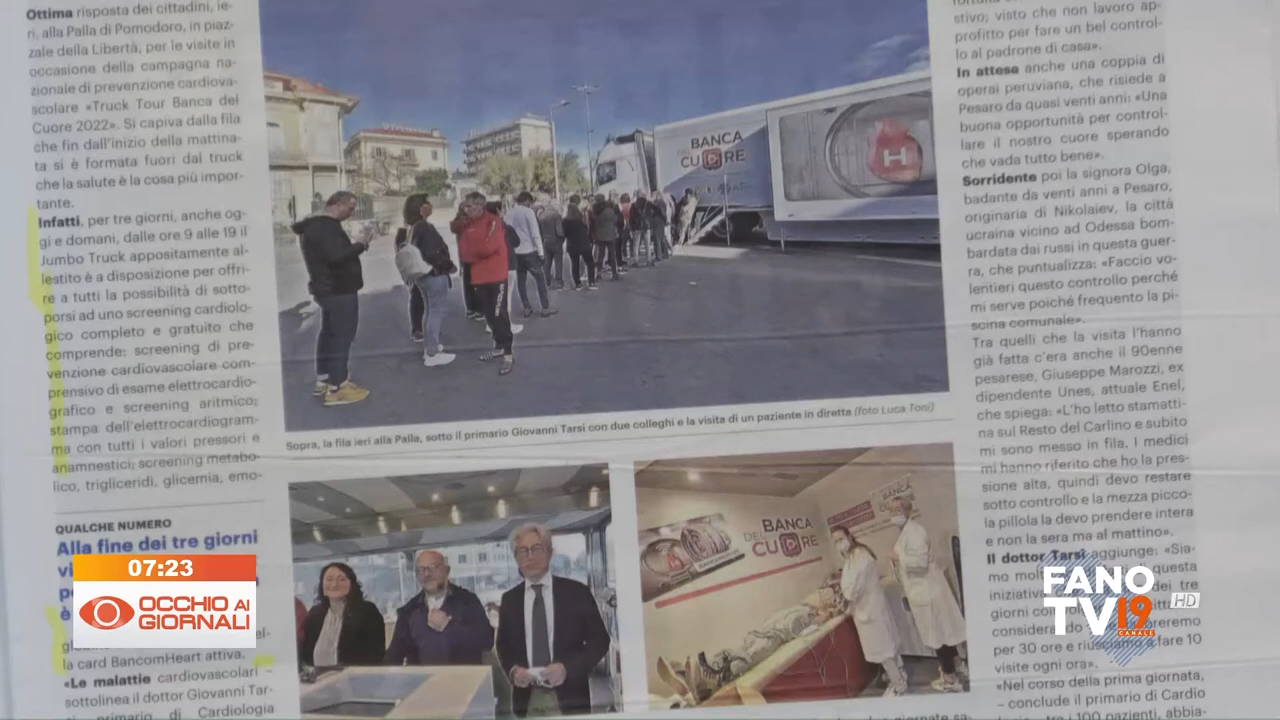 Ottima risposta dei cittadini, ie-
ri, alla Palla di Pomodoro, in piaz-
zale della Libertà, per le visite in
occasione della campagna na-
zionale di prevenzione cardiova-
scolare «Truck Tour Banca del
Cuore 2022». Si capiva dalla fila
che fin dall'inizio della mattina-
ta si è formata fuori dal truck
che la salute è la cosa più impor-
tante.
Infatti, per tre giorni, anche og-
gi e domani, dalle ore 9 alle 19 il
Jumbo Truck appositamente al-
lestito è a disposizione per offri-
re a tutti la possibilità di sotto-
porsi ad uno screening cardiolo-
gico completo e gratuito che
comprende: screening di pre-
venzione cardiovascolare com-
prensivo di esame elettrocardio-
grafico e screening aritmico;
stampa dell'elettrocardiogram-
ma con tutti i valori pressori e
anamnestici; screening metabo-
lico, trigliceridi, glicemia, emo-
QUALCHE NUMERO
Alla fine dei tre giorni
la card BancomHeart attiva.
«Le malattie cardiovascolari –
sottolinea il dottor Giovanni Tar-
primario di Cardiologia
BANCA
DEL CUORE
H
Sopra, la fila ieri alla Palla, sotto il primario Giovanni Tarsi con due colleghi e la visita di un paziente in diretta (foto Luca Toni)
BANCA
DEL CUORE
BANCA
stivo; visto che non lavoro ap-
profitto per fare un bel control-
lo al padrone di casa».
In attesa anche una coppia di
operai peruviana, che risiede a
Pesaro da quasi venti anni: «Una
buona opportunità per control-
lare il nostro cuore sperando
che vada tutto bene».
Sorridente poi la signora Olga,
badante da venti anni a Pesaro,
originaria di Nikolaiev, la città
ucraina vicino ad Odessa bom-
bardata dai russi in questa guer-
ra, che puntualizza: «Faccio vo-
lentieri questo controllo perché
mi serve poiché frequento la pi-
scina comunale».
Tra quelli che la visita l'hanno
già fatta c'era anche il 90enne
pesarese, Giuseppe Marozzi, ex
dipendente Unes, attuale Enel,
che spiega: «L'ho letto stamatti-
na sul Resto del Carlino e subito
mi sono messo in fila. I medici
mi hanno riferito che ho la pres-
sione alta, quindi devo restare
sotto controllo e la mezza picco-
la pillola la devo prendere intera
e non la sera ma al mattino».
Il dottor Tarsi aggiunge: «Sia-
mo questa
iniziativa dei tre
giorni
considerando
per 30 ore e riusciamo a fare 10
visite ogni ora».
«Nel corso della prima giornata,
– conclude il primario di Cardio
tra i 100 pazienti, abbia-
07:23
OCCHIO AI
GIORNALI
FANO
TV 19
CANALE
HD